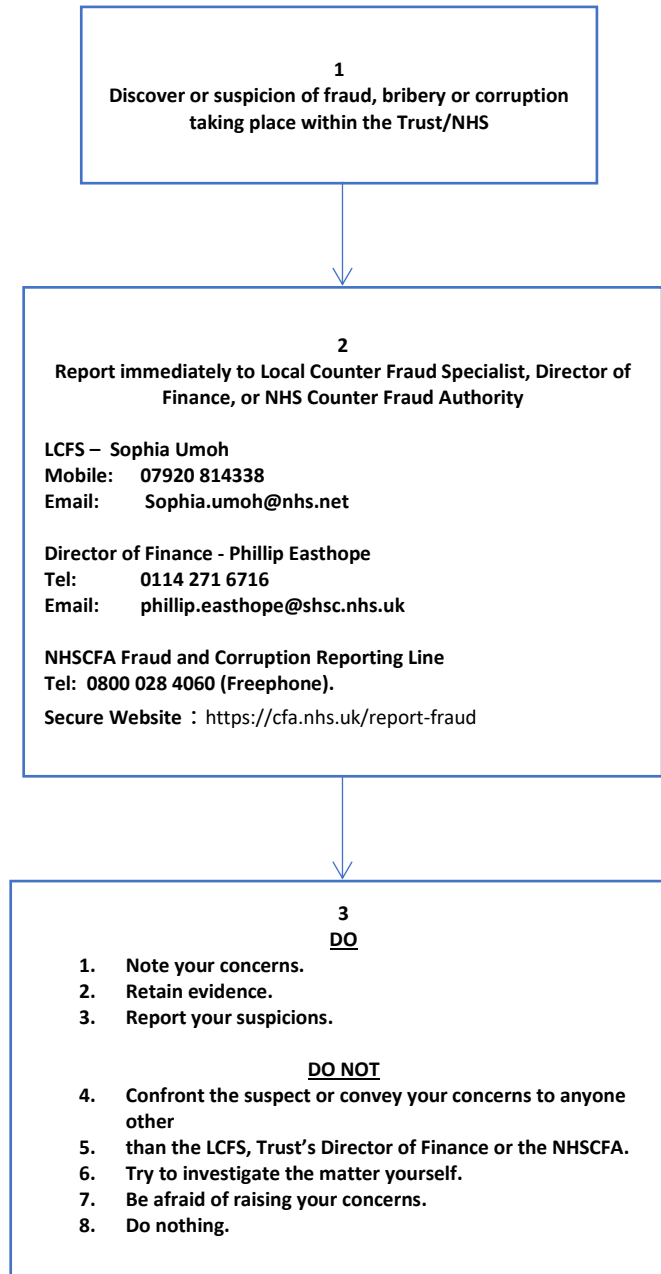 1
Discover or suspicion of fraud, bribery or corruption
taking place within the Trust/NHS
2
Report immediately to Local Counter Fraud Specialist, Director of
Finance, or NHS Counter Fraud Authority
LCFS – Sophia Umoh
Mobile: 07920 814338
Email: Sophia.umoh@nhs.net
Director of Finance - Phillip Easthope
Tel: 0114 271 6716
Email: phillip.easthope@shsc.nhs.uk
NHSCFA Fraud and Corruption Reporting Line
Tel: 0800 028 4060 (Freephone).
Secure Website : https://cfa.nhs.uk/report-fraud
3
DO
1. Note your concerns.
2. Retain evidence.
3. Report your suspicions.
DO NOT
4. Confront the suspect or convey your concerns to anyone
other
5. than the LCFS, Trust’s Director of Finance or the NHSCFA.
6. Try to investigate the matter yourself.
7. Be afraid of raising your concerns.
8. Do nothing.